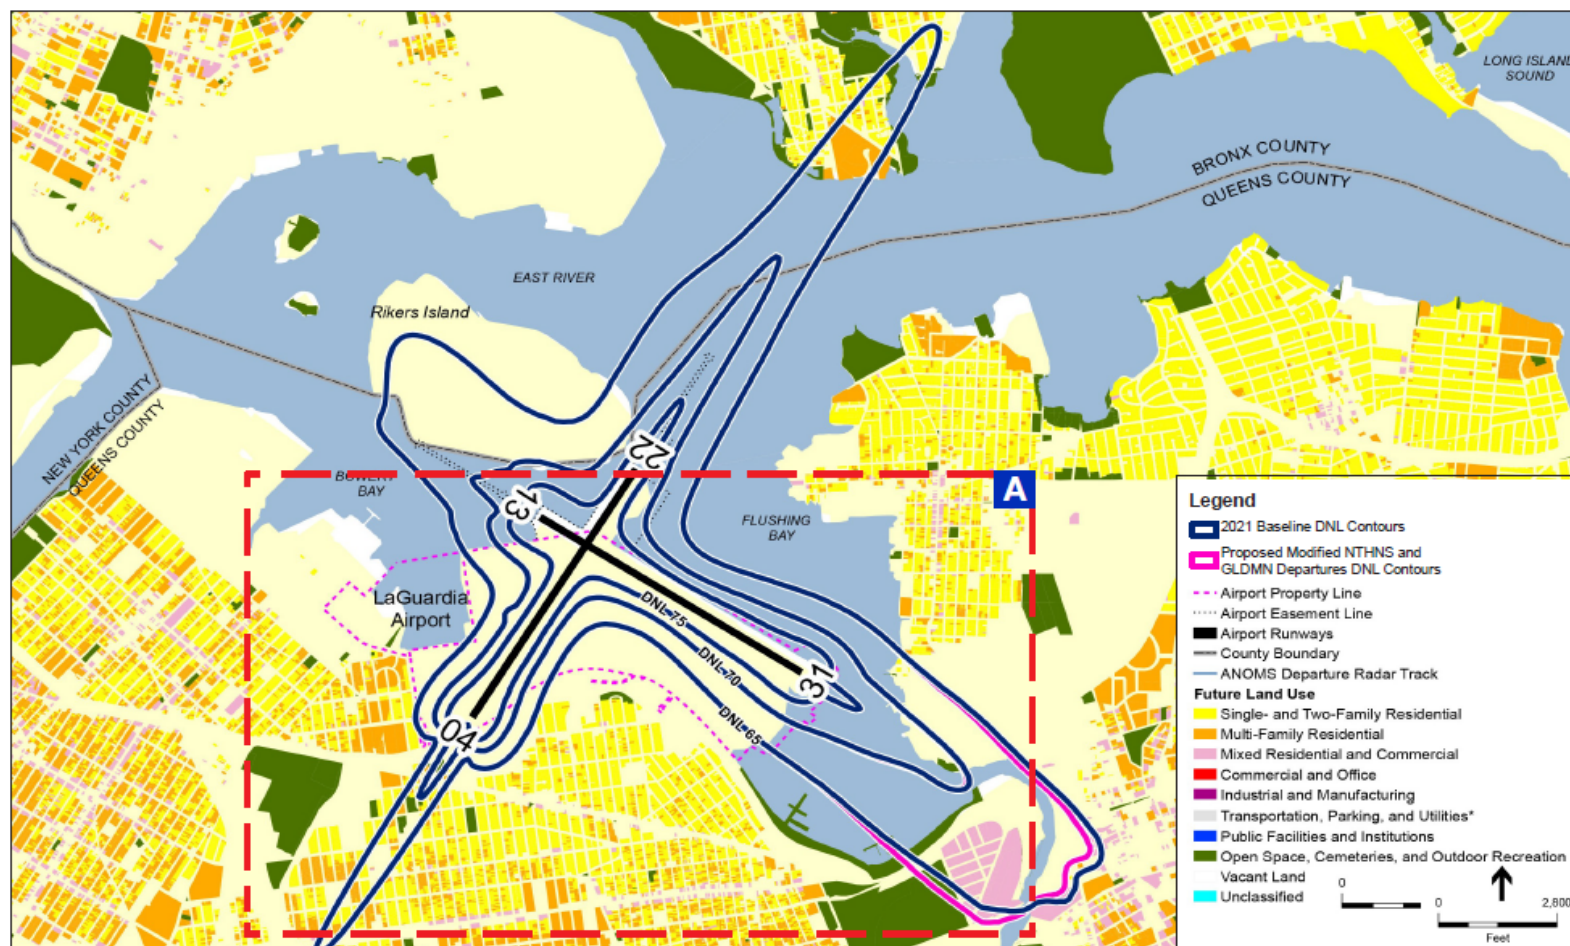 LONG ISLAND
SOUND
BRONX COUNTY
QUEENS COUNTY
EAST RIVER
Rikers Island
NEW YORK COUNTY
QUEENS COUNTY
BOWERY
BAY
22
13
A
FLUSHING
BAY
LaGuardia
Airport
DNL 75
DNL 70
DNL 65
31
04
Legend
2021 Baseline DNL Contours
Proposed Modified NTHNS and
GLDMN Departures DNL Contours
Airport Property Line
Airport Easement Line
Airport Runways
County Boundary
ANOMS Departure Radar Track
Future Land Use
Single- and Two-Family Residential
Multi-Family Residential
Mixed Residential and Commercial
Commercial and Office
Industrial and Manufacturing
Transportation, Parking, and Utilities*
Public Facilities and Institutions
Open Space, Cemeteries, and Outdoor Recreation
Vacant Land
Unclassified
0
0 2,800
Feet